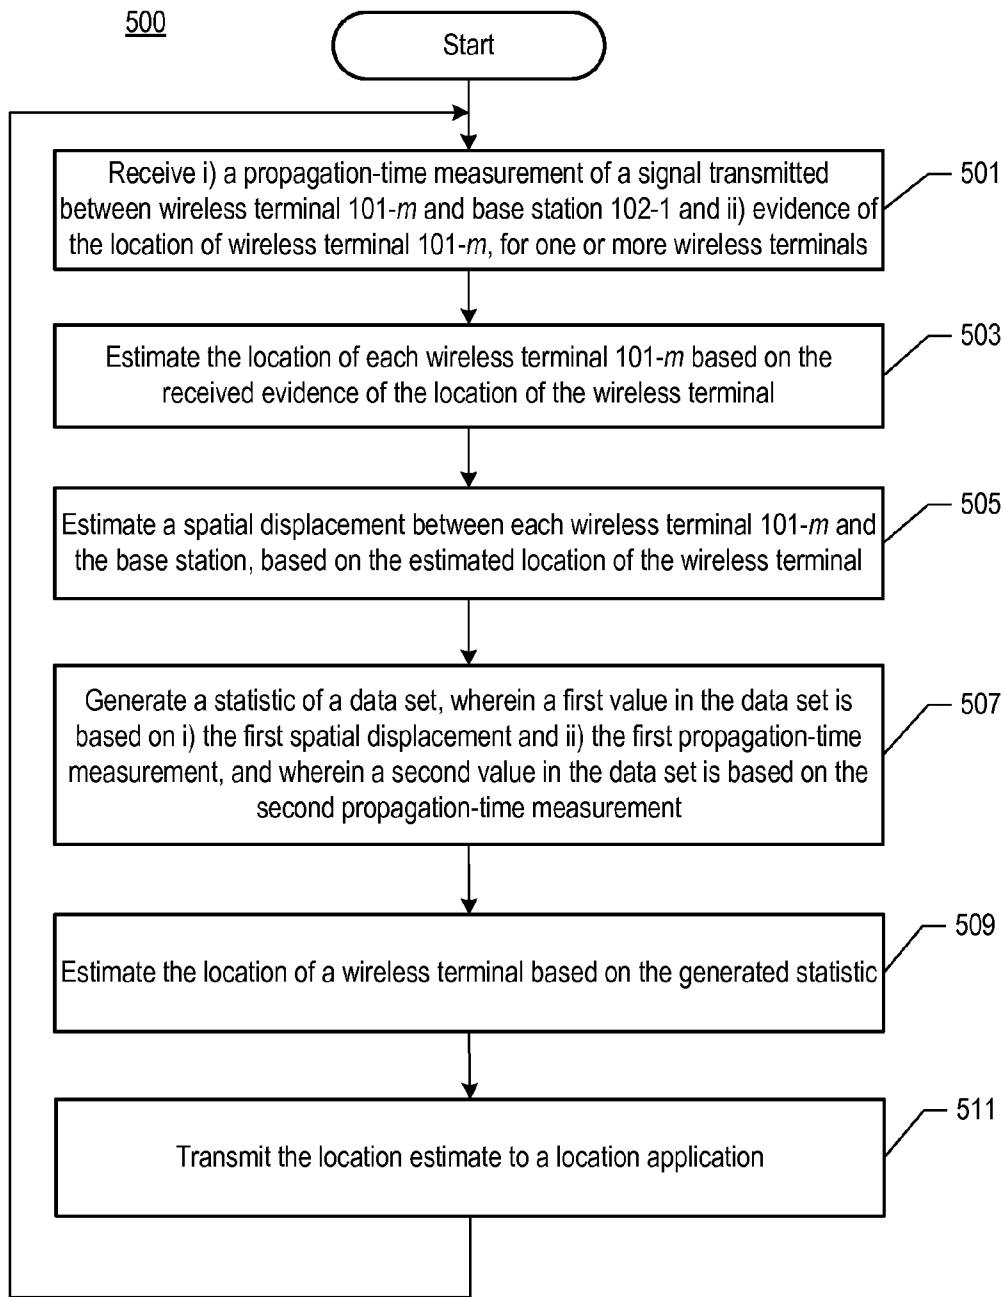 500
Start
Receive i) a propagation-time measurement of a signal transmitted
between wireless terminal 101-m and base station 102-1 and ii) evidence of
the location of wireless terminal 101-m, for one or more wireless terminals
501
Estimate the location of each wireless terminal 101-m based on the
received evidence of the location of the wireless terminal
503
Estimate a spatial displacement between each wireless terminal 101-m and
the base station, based on the estimated location of the wireless terminal
505
Generate a statistic of a data set, wherein a first value in the data set is
based on i) the first spatial displacement and ii) the first propagation-time
measurement, and wherein a second value in the data set is based on the
second propagation-time measurement
507
Estimate the location of a wireless terminal based on the generated statistic
509
Transmit the location estimate to a location application
511